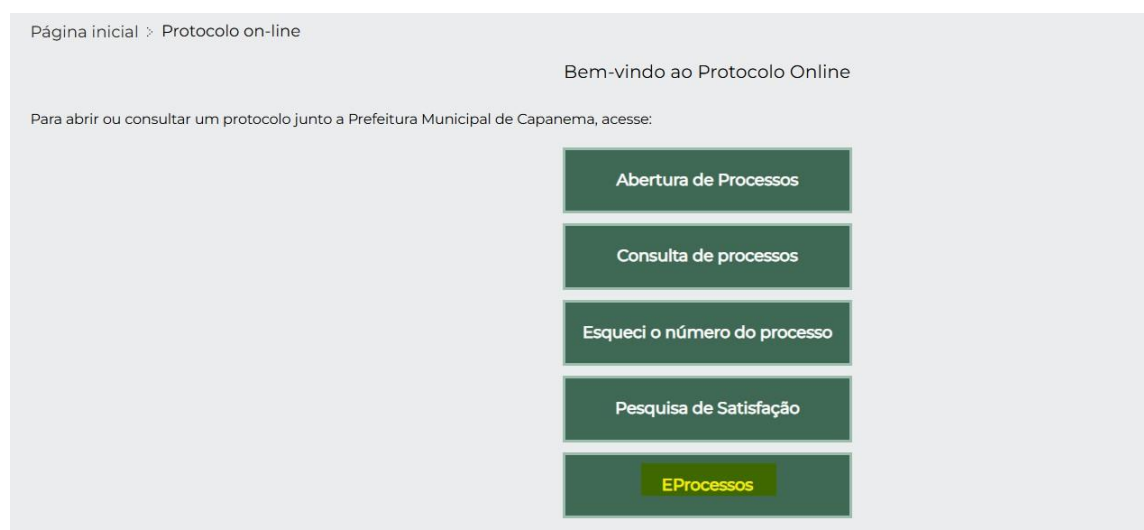 Página inicial > Protocolo on-line
Bem-vindo ao Protocolo Online
Para abrir ou consultar um protocolo junto a Prefeitura Municipal de Capanema, acesse:
Abertura de Processos
Consulta de processos
Esqueci o número do processo
Pesquisa de Satisfação
EProcessos